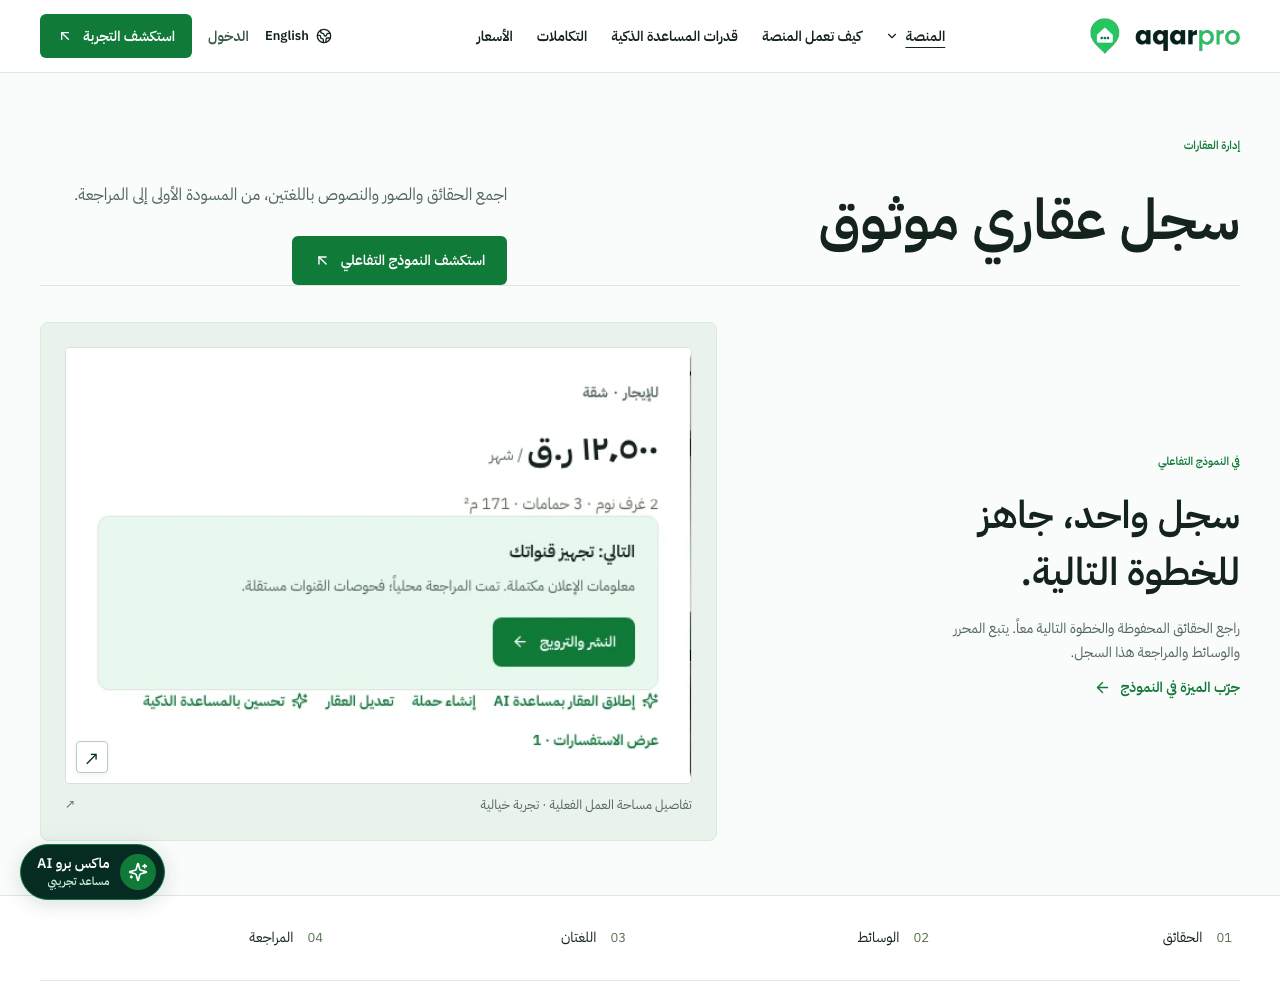 aqarpro
المنصة
كيف تعمل المنصة
قدرات المساعدة الذكية
التكاملات
الأسعار
English
الدخول
استكشف التجربة
إدارة العقارات
سجل عقاري موثوق
اجمع الحقائق والصور والنصوص باللغتين، من المسودة الأولى إلى المراجعة.
استكشف النموذج التفاعلي
في النموذج التفاعلي
سجل واحد، جاهز
للخطوة التالية.
راجع الحقائق المحفوظة والخطوة التالية معاً. يتبع المحرر
والوسائط والمراجعة هذا السجل.
جرّب الميزة في النموذج
للإيجار · شقة
١٢٬٥٠٠ ر.ق / شهر
2 غرف نوم · 3 حمامات · 171 م²
التالي: تجهيز قنواتك
معلومات الإعلان مكتملة. تمت المراجعة محلياً؛ فحوصات القنوات مستقلة.
النشر والترويج
إطلاق العقار بمساعدة AI
إنشاء حملة
تعديل العقار
تحسين بالمساعدة الذكية
عرض الاستفسارات · 1
تفاصيل مساحة العمل الفعلية · تجربة خيالية
ماكس برو AI
مساعد تجريبي
01 الحقائق
02 الوسائط
03 اللغتان
04 المراجعة